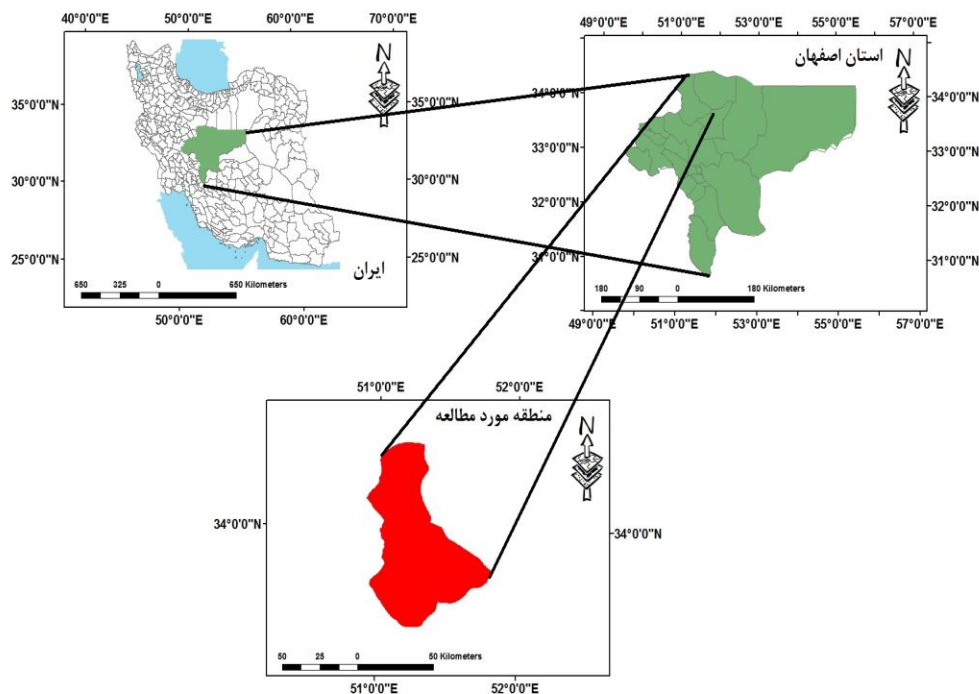 40°0'0"E 50°0'0"E 60°0'0"E 70°0'0"E
N
35°0'0"N
35°0'0"N
30°0'0"N
30°0'0"N
25°0'0"N
25°0'0"N
ایران
650 325 0 650 Kilometers
50°0'0"E 60°0'0"E
49°0'0"E 51°0'0"E 53°0'0"E 55°0'0"E 57°0'0"E
استان اصفهان
N
34°0'0"N
34°0'0"N
33°0'0"N
33°0'0"N
32°0'0"N
32°0'0"N
31°0'0"N
31°0'0"N
180 90 0 180 Kilometers
49°0'0"E 51°0'0"E 53°0'0"E 55°0'0"E 57°0'0"E
51°0'0"E 52°0'0"E
منطقه مورد مطالعه
N
34°0'0"N
34°0'0"N
50 25 0 50 Kilometers
51°0'0"E 52°0'0"E